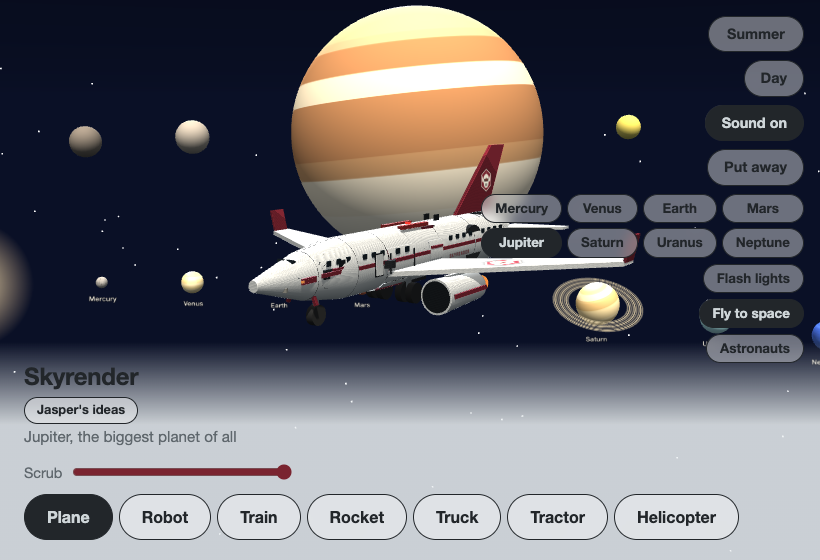 Summer
Day
Sound on
Put away
Mercury Venus Earth Mars
Jupiter Saturn Uranus Neptune
Flash lights
Fly to space
Astronauts
Mercury
Venus
Earth
Mars
Saturn
Skyrender
Jasper's ideas
Jupiter, the biggest planet of all
Scrub
Plane Robot Train Rocket Truck Tractor Helicopter